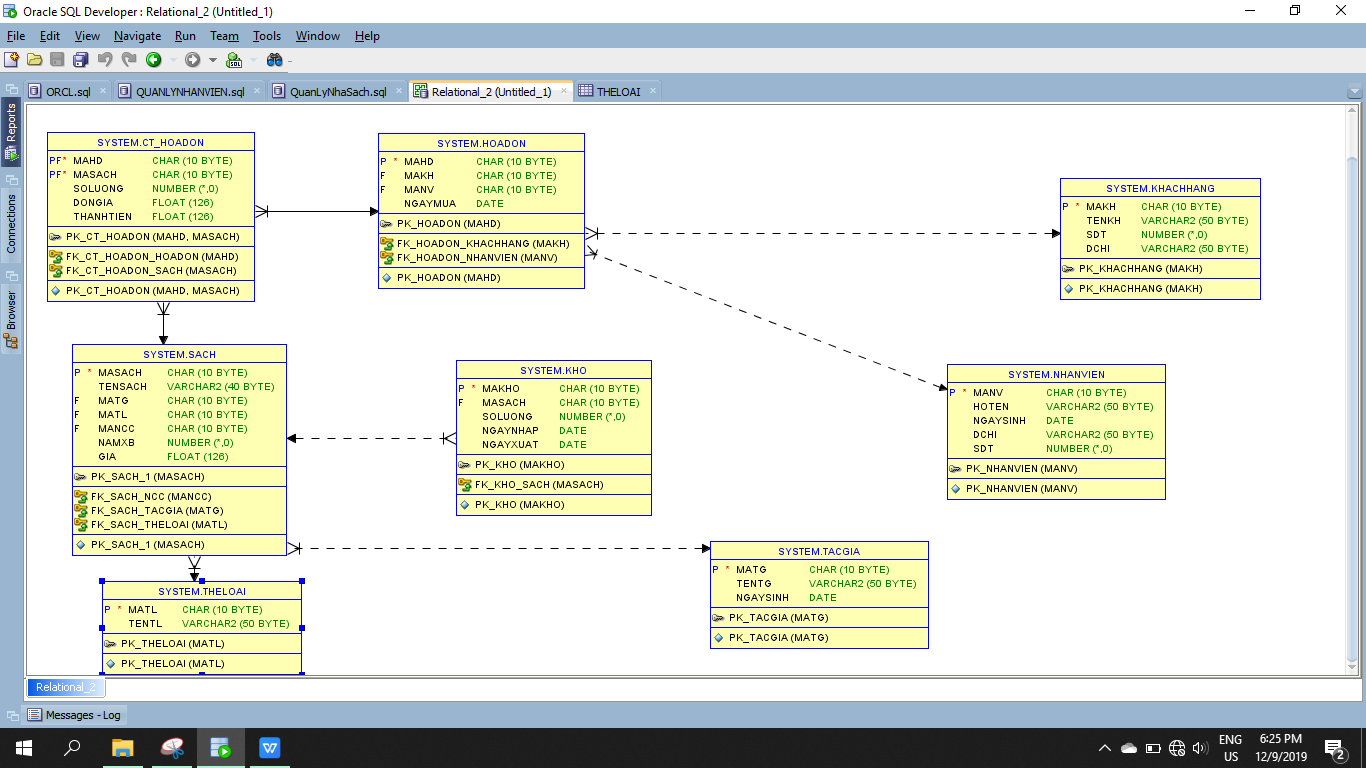 Oracle SQL Developer : Relational_2 (Untitled_1)
File Edit View Navigate Run Team Tools Window Help
SQL
ORCL.sql QUANLYNHANVIEN.sql QuanLyNhaSach.sql Relational_2 (Untitled_1) THELOAI
Reports
Connections
Browser
SYSTEM.CT_HOADON
PF* MAHD CHAR (10 BYTE)
PF* MASACH CHAR (10 BYTE)
SOLUONG NUMBER (*,0)
DONGIA FLOAT (126)
THANHTIEN FLOAT (126)
PK_CT_HOADON (MAHD, MASACH)
FK_CT_HOADON_HOADON (MAHD)
FK_CT_HOADON_SACH (MASACH)
PK_CT_HOADON (MAHD, MASACH)
SYSTEM.HOADON
P * MAHD CHAR (10 BYTE)
F MAKH CHAR (10 BYTE)
F MANV CHAR (10 BYTE)
NGAYMUA DATE
PK_HOADON (MAHD)
FK_HOADON_KHACHHANG (MAKH)
FK_HOADON_NHANVIEN (MANV)
PK_HOADON (MAHD)
SYSTEM.KHACHHANG
P * MAKH CHAR (10 BYTE)
TENKH VARCHAR2 (50 BYTE)
SDT NUMBER (*,0)
DCHI VARCHAR2 (50 BYTE)
PK_KHACHHANG (MAKH)
PK_KHACHHANG (MAKH)
SYSTEM.SACH
P * MASACH CHAR (10 BYTE)
TENSACH VARCHAR2 (40 BYTE)
F MATG CHAR (10 BYTE)
F MATL CHAR (10 BYTE)
F MANCC CHAR (10 BYTE)
NAMXB NUMBER (*,0)
GIA FLOAT (126)
PK_SACH_1 (MASACH)
FK_SACH_NCC (MANCC)
FK_SACH_TACGIA (MATG)
FK_SACH_THELOAI (MATL)
PK_SACH_1 (MASACH)
SYSTEM.KHO
P * MAKHO CHAR (10 BYTE)
F MASACH CHAR (10 BYTE)
SOLUONG NUMBER (*,0)
NGAYNHAP DATE
NGAYXUAT DATE
PK_KHO (MAKHO)
FK_KHO_SACH (MASACH)
PK_KHO (MAKHO)
SYSTEM.NHANVIEN
P * MANV CHAR (10 BYTE)
HOTEN VARCHAR2 (50 BYTE)
NGAYSINH DATE
DCHI VARCHAR2 (50 BYTE)
SDT NUMBER (*,0)
PK_NHANVIEN (MANV)
PK_NHANVIEN (MANV)
SYSTEM.TACGIA
P * MATG CHAR (10 BYTE)
TENTG VARCHAR2 (50 BYTE)
NGAYSINH DATE
PK_TACGIA (MATG)
PK_TACGIA (MATG)
SYSTEM.THELOAI
P * MATL CHAR (10 BYTE)
TENTL VARCHAR2 (50 BYTE)
PK_THELOAI (MATL)
PK_THELOAI (MATL)
Relational_2
Messages - Log
W
ENG
US
6:25 PM
12/9/2019
2